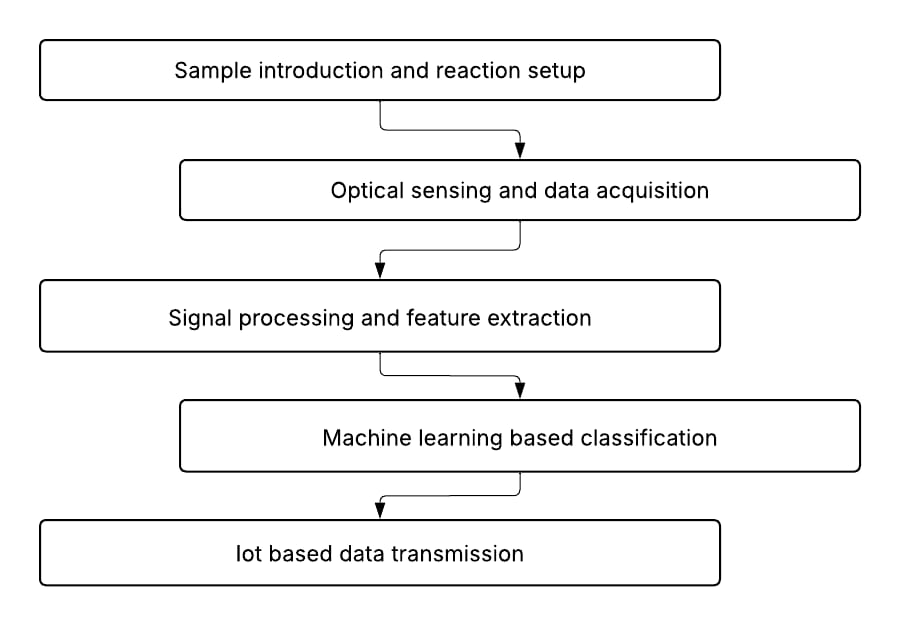 Sample introduction and reaction setup
Optical sensing and data acquisition
Signal processing and feature extraction
Machine learning based classification
Iot based data transmission